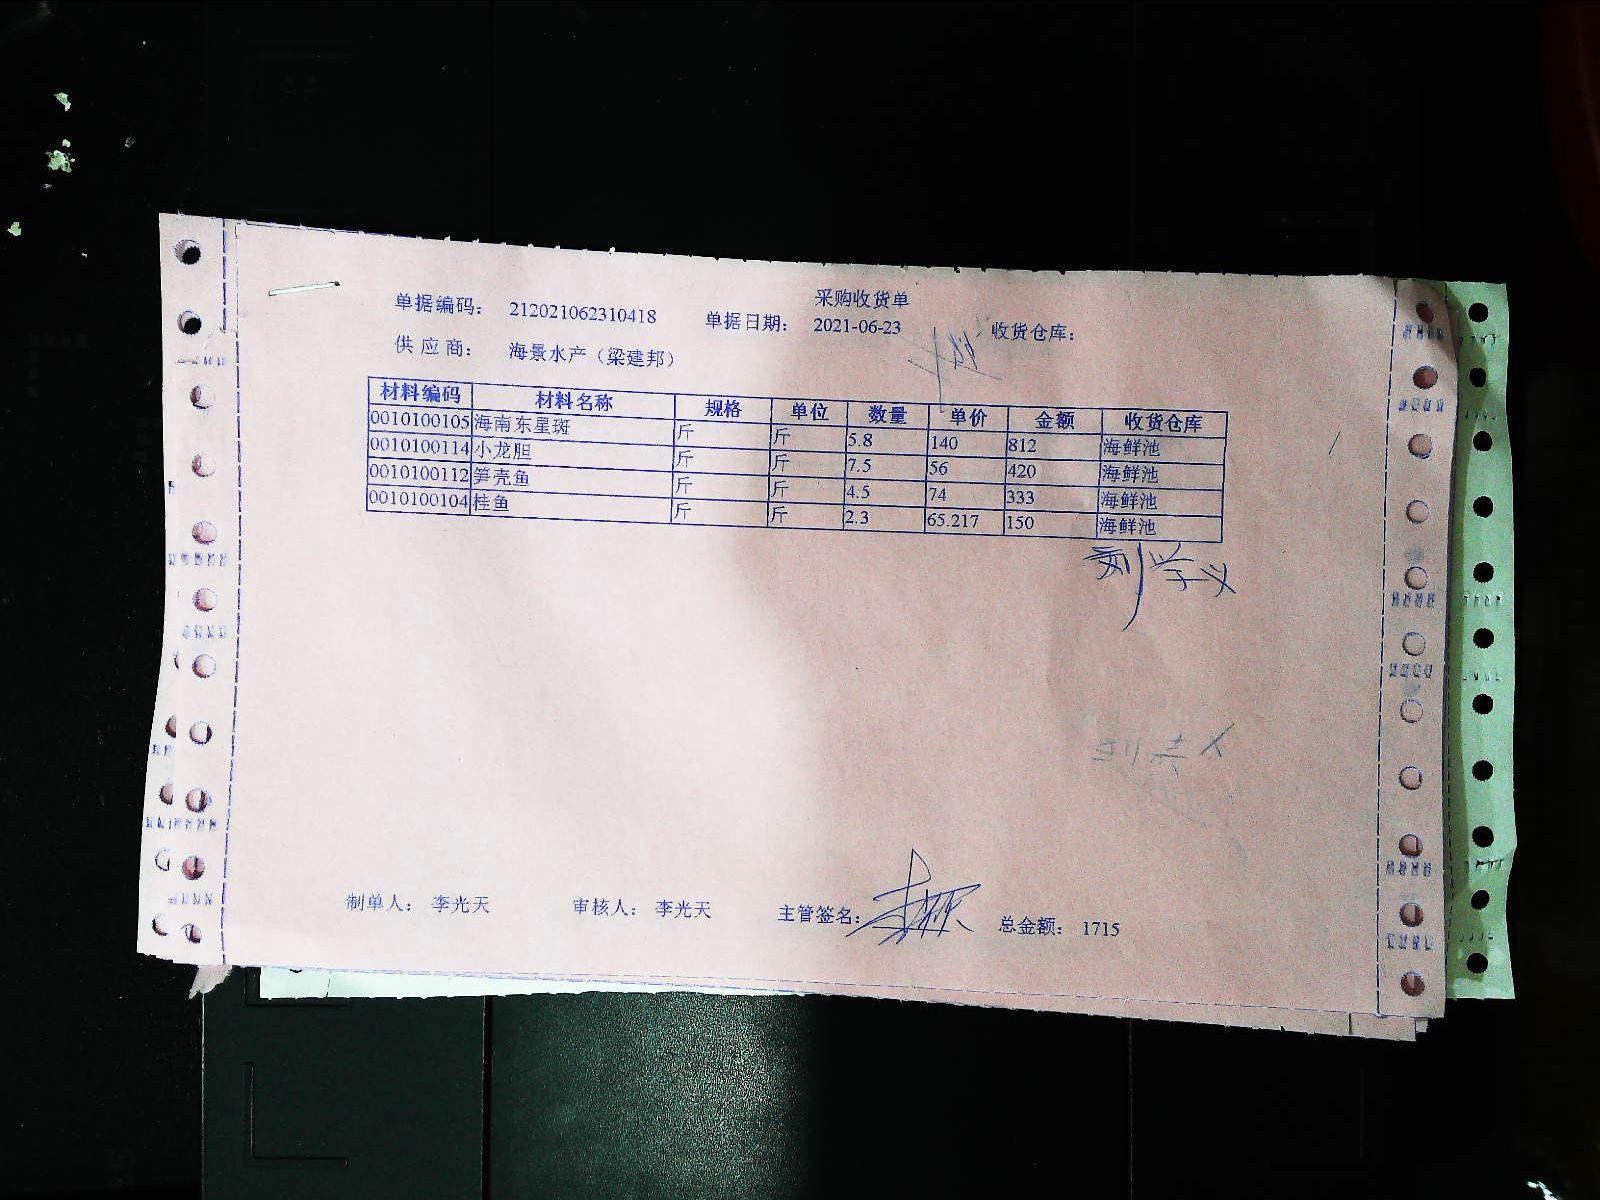 采购收货单
单据编码： 212021062310418 单据日期： 2021-06-23 收货仓库：
供 应 商： 海景水产（梁建邦）
材料编码 材料名称 规格 单位 数量 单价 金额 收货仓库
0010100105 海南东星斑 斤 斤 5.8 140 812 海鲜池
0010100114 小龙胆 斤 斤 7.5 56 420 海鲜池
0010100112 笋壳鱼 斤 斤 4.5 74 333 海鲜池
0010100104 桂鱼 斤 斤 2.3 65.217 150 海鲜池
刘学义
制单人： 李光天 审核人： 李光天 主管签名： 总金额： 1715